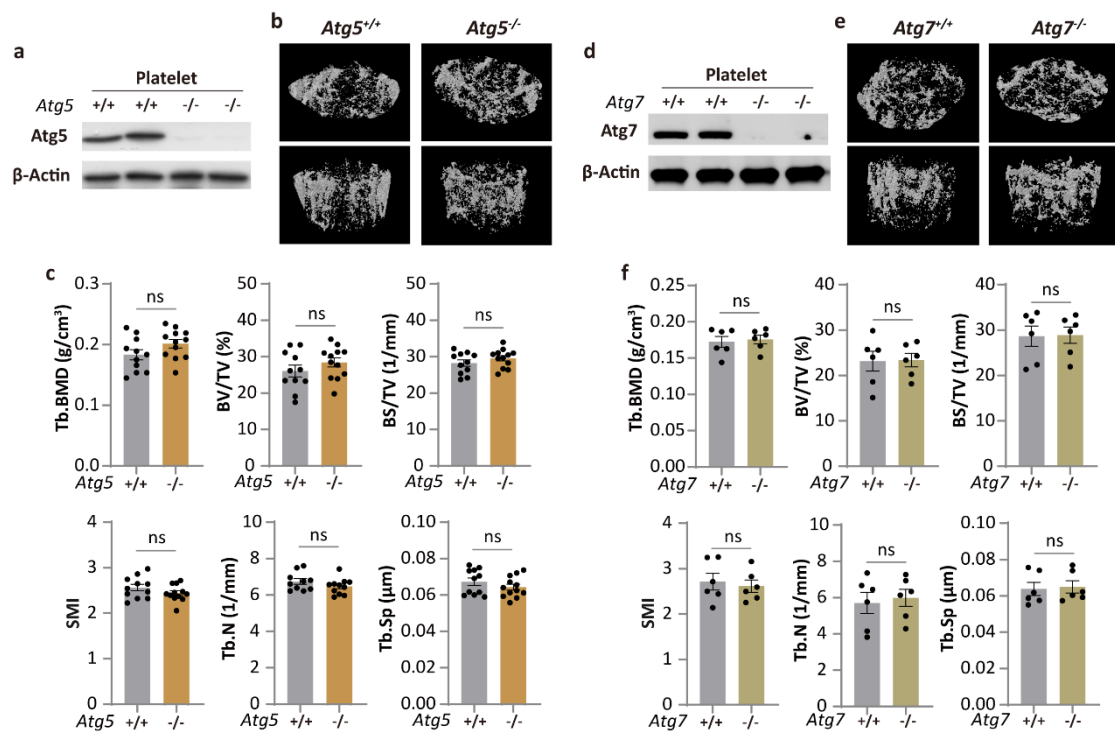 a
Platelet
Atg5 +/+ +/+ -/- -/-
Atg5
β-Actin
b
Atg5+/+ Atg5-/-
d
Platelet
Atg7 +/+ +/+ -/- -/-
Atg7
β-Actin
e
Atg7+/+ Atg7-/-
c
Tb.BMD (g/cm³)
0.3
0.2
0.1
0.0
ns
Atg5 +/+ -/-
BV/TV (%)
50
40
30
20
10
0
ns
Atg5 +/+ -/-
BS/TV (1/mm)
50
40
30
20
10
0
ns
Atg5 +/+ -/-
SMI
4
3
2
1
0
ns
Atg5 +/+ -/-
Tb.N (1/mm)
10
8
6
4
2
0
ns
Atg5 +/+ -/-
Tb.Sp (μm)
0.10
0.08
0.06
0.04
0.02
0.00
ns
Atg5 +/+ -/-
f
Tb.BMD (g/cm³)
0.25
0.20
0.15
0.10
0.05
0.00
ns
Atg7 +/+ -/-
BV/TV (%)
40
30
20
10
0
ns
Atg7 +/+ -/-
BS/TV (1/mm)
40
30
20
10
0
ns
Atg7 +/+ -/-
SMI
4
3
2
1
0
ns
Atg7 +/+ -/-
Tb.N (1/mm)
10
8
6
4
2
0
ns
Atg7 +/+ -/-
Tb.Sp (μm)
0.10
0.08
0.06
0.04
0.02
0.00
ns
Atg7 +/+ -/-